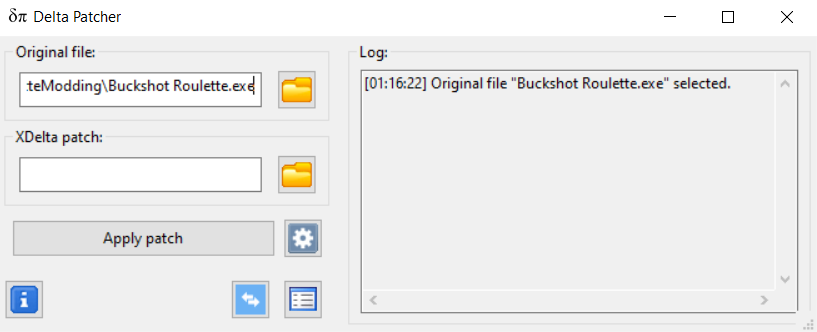 δπ Delta Patcher
Original file:
:teModding\Buckshot Roulette.exe
XDelta patch:
Apply patch
Log:
[01:16:22] Original file "Buckshot Roulette.exe" selected.